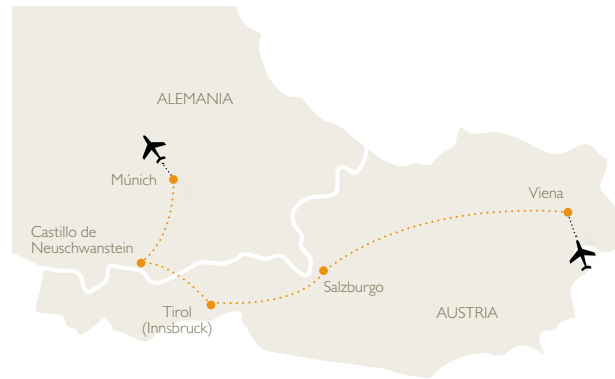 ALEMANIA
Múnich
Viena
Castillo de
Neuschwanstein
Salzburgo
Tirol
(Innsbruck)
AUSTRIA